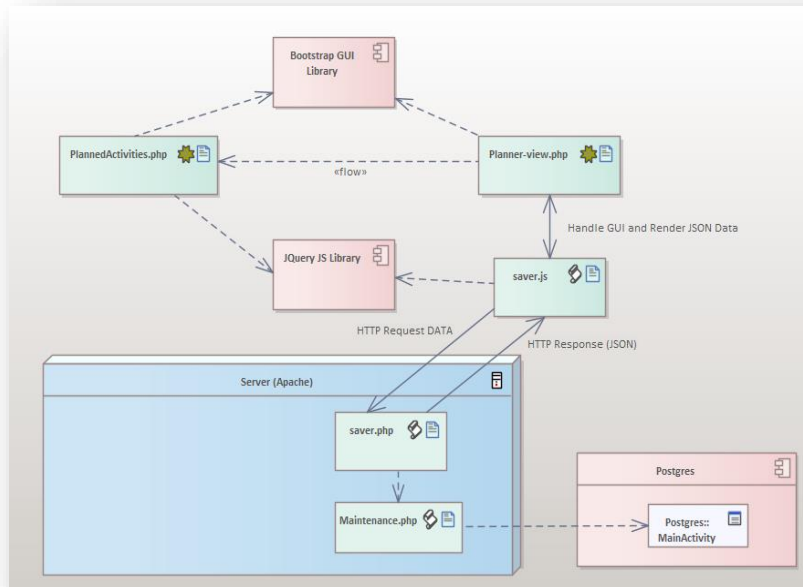 Bootstrap GUI
Library
PlannedActivities.php
«flow»
Planner-view.php
Handle GUI and Render JSON Data
JQuery JS Library
saver.js
HTTP Request DATA
HTTP Response (JSON)
Server (Apache)
saver.php
Maintenance.php
Postgres
Postgres::
MainActivity